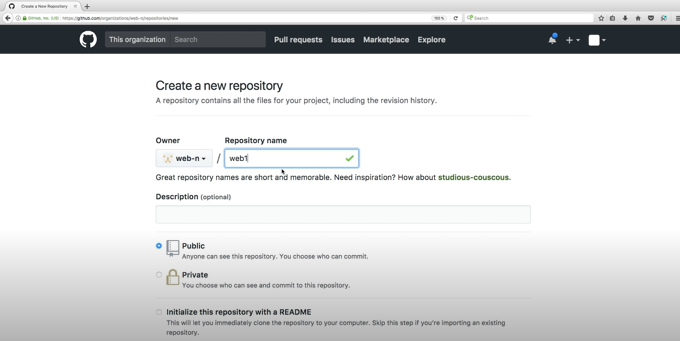 Create a New Repository
GitHub, Inc. (US) https://github.com/organizations/web-n/repositories/new
Search
This organization Search Pull requests Issues Marketplace Explore
Create a new repository
A repository contains all the files for your project, including the revision history.
Owner Repository name
web-n / web1
Great repository names are short and memorable. Need inspiration? How about studious-couscous.
Description (optional)
Public
Anyone can see this repository. You choose who can commit.
Private
You choose who can see and commit to this repository.
Initialize this repository with a README
This will let you immediately clone the repository to your computer. Skip this step if you're importing an existing
repository.